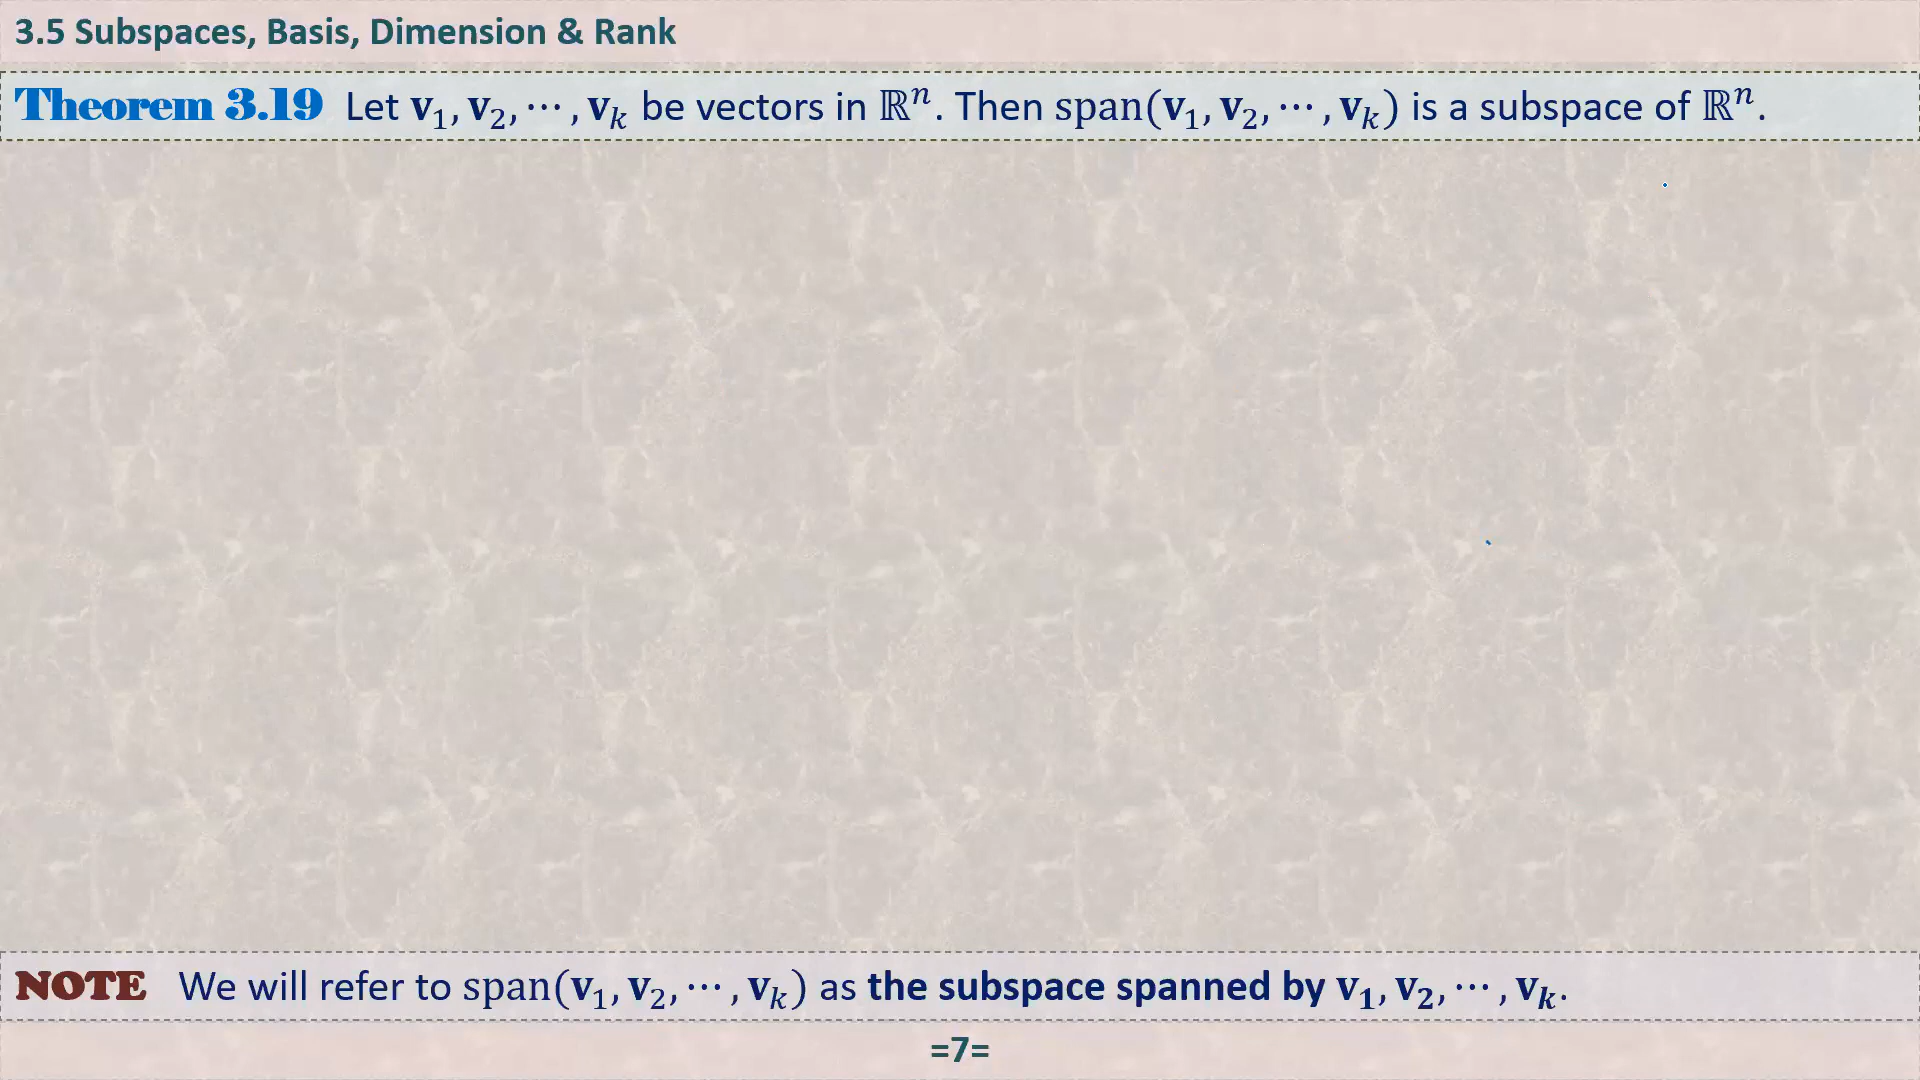 3.5 Subspaces, Basis, Dimension & Rank
Theorem 3.19 Let 𝐯₁, 𝐯₂, ⋯ , 𝐯ₖ be vectors in ℝⁿ. Then span(𝐯₁, 𝐯₂, ⋯ , 𝐯ₖ) is a subspace of ℝⁿ.
NOTE We will refer to span(𝐯₁, 𝐯₂, ⋯ , 𝐯ₖ) as the subspace spanned by 𝐯₁, 𝐯₂, ⋯ , 𝐯ₖ.
=7=